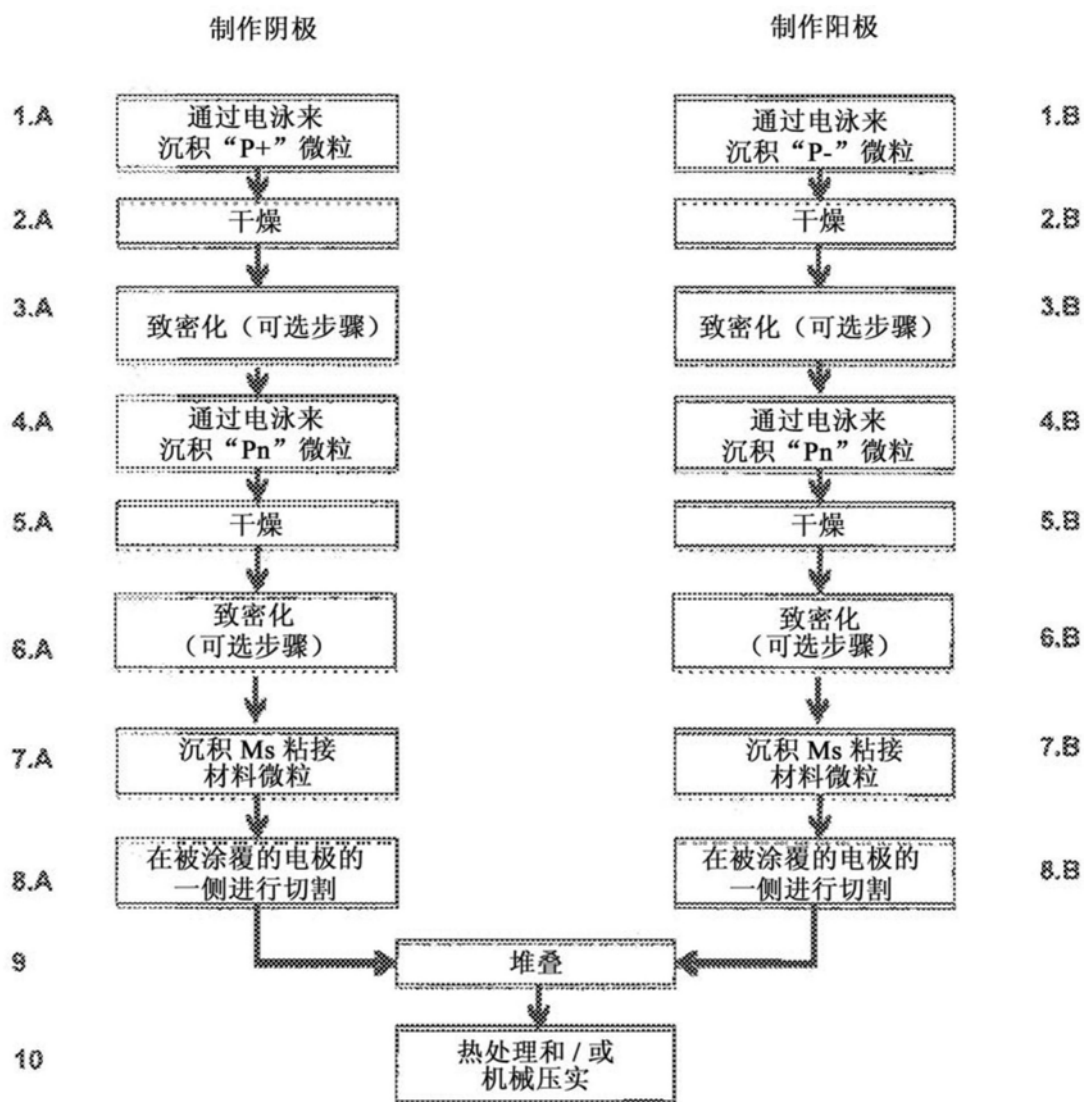 制作阴极
制作阳极
1.A
通过电泳来
沉积“P+”微粒
通过电泳来
沉积“P-”微粒
1.B
2.A
干燥
干燥
2.B
3.A
致密化（可选步骤）
致密化（可选步骤）
3.B
4.A
通过电泳来
沉积“Pn”微粒
通过电泳来
沉积“Pn”微粒
4.B
5.A
干燥
干燥
5.B
6.A
致密化
（可选步骤）
致密化
（可选步骤）
6.B
7.A
沉积 Ms 粘接
材料微粒
沉积 Ms 粘接
材料微粒
7.B
8.A
在被涂覆的电极的
一侧进行切割
在被涂覆的电极的
一侧进行切割
8.B
9
堆叠
10
热处理和 / 或
机械压实